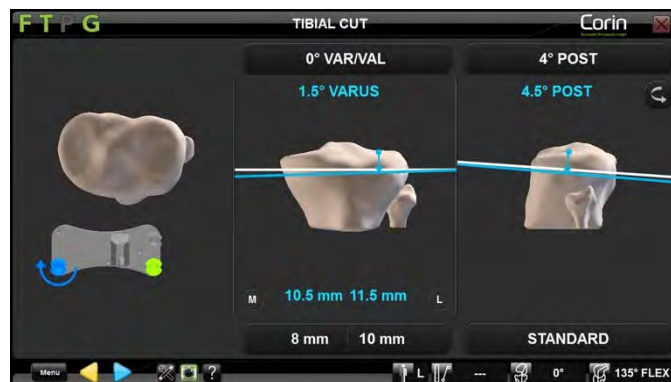 F T P G
TIBIAL CUT
Corin
0° VAR/VAL
4° POST
1.5° VARUS
4.5° POST
M
10.5 mm 11.5 mm
L
8 mm
10 mm
STANDARD
Menu
?
L
---
0°
135° FLEX